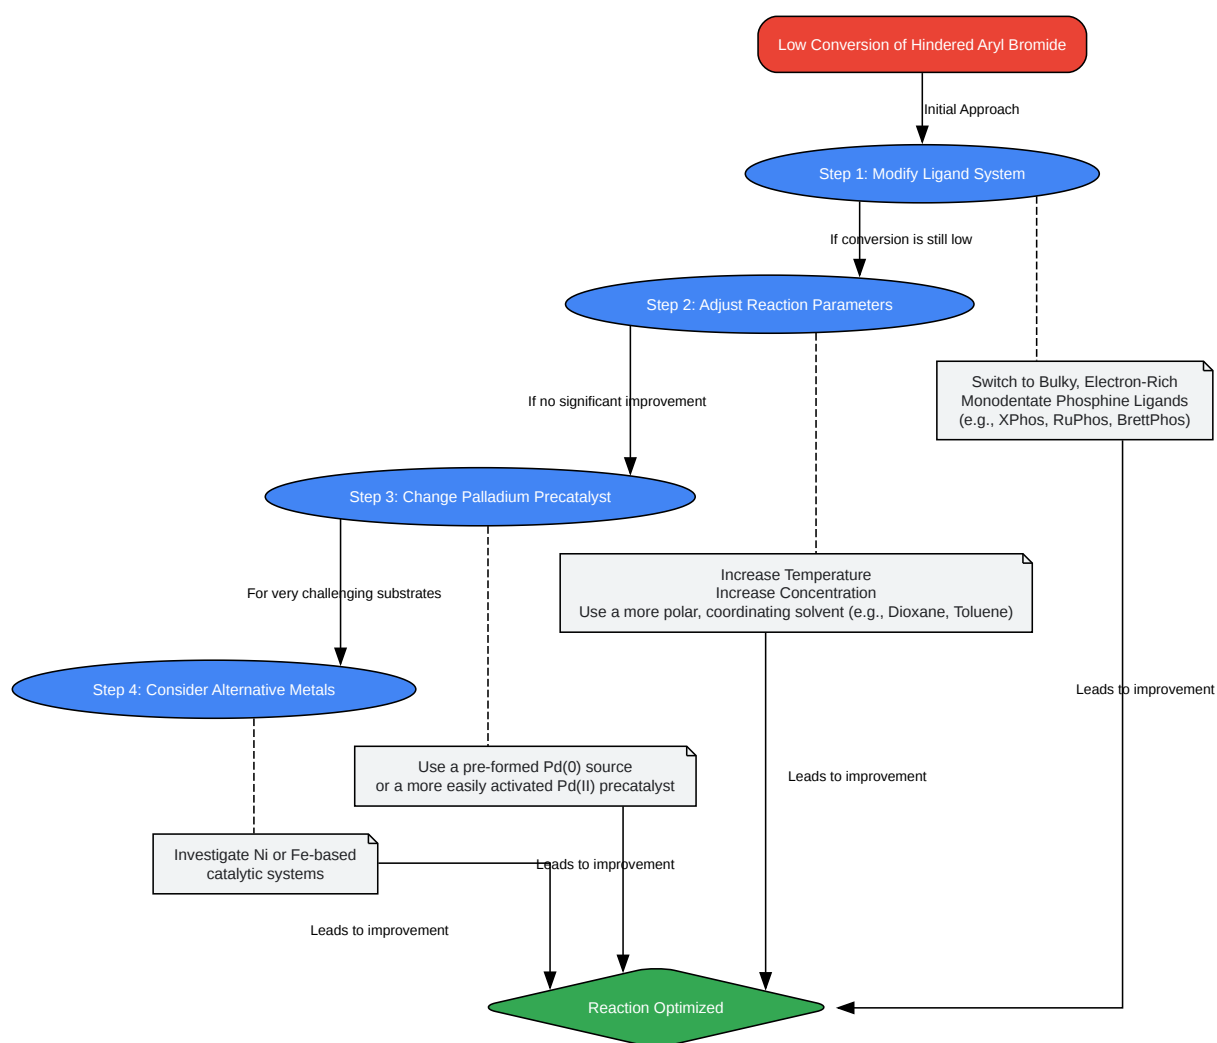 Low Conversion of Hindered Aryl Bromide
Initial Approach
Step 1: Modify Ligand System
If conversion is still low
Step 2: Adjust Reaction Parameters
Switch to Bulky, Electron-Rich
Monodentate Phosphine Ligands
(e.g., XPhos, RuPhos, BrettPhos)
If no significant improvement
Step 3: Change Palladium Precatalyst
Increase Temperature
Increase Concentration
Use a more polar, coordinating solvent (e.g., Dioxane, Toluene)
For very challenging substrates
Step 4: Consider Alternative Metals
Leads to improvement
Use a pre-formed Pd(0) source
or a more easily activated Pd(II) precatalyst
Leads to improvement
Investigate Ni or Fe-based
catalytic systems
Leads to improvement
Leads to improvement
Reaction Optimized